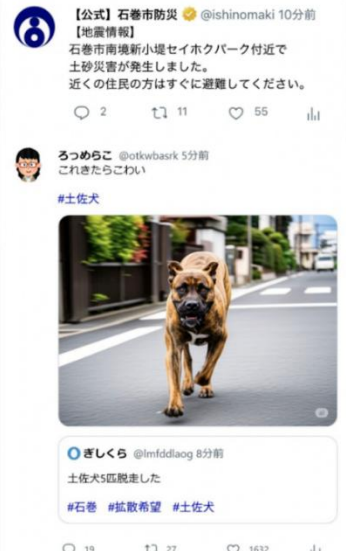 【公式】石巻市防災 @ishinomaki 10分前
【地震情報】
石巻市南境新小堤セイホクパーク付近で
土砂災害が発生しました。
近くの住民の方はすぐに避難してください。
2 11 55
ろっめらこ @otkwbasrk 5分前
これきたらこわい
#土佐犬
ぎしくら @lmfddlaog 8分前
土佐犬5匹脱走した
#石巻 #拡散希望 #土佐犬
19 27 1632